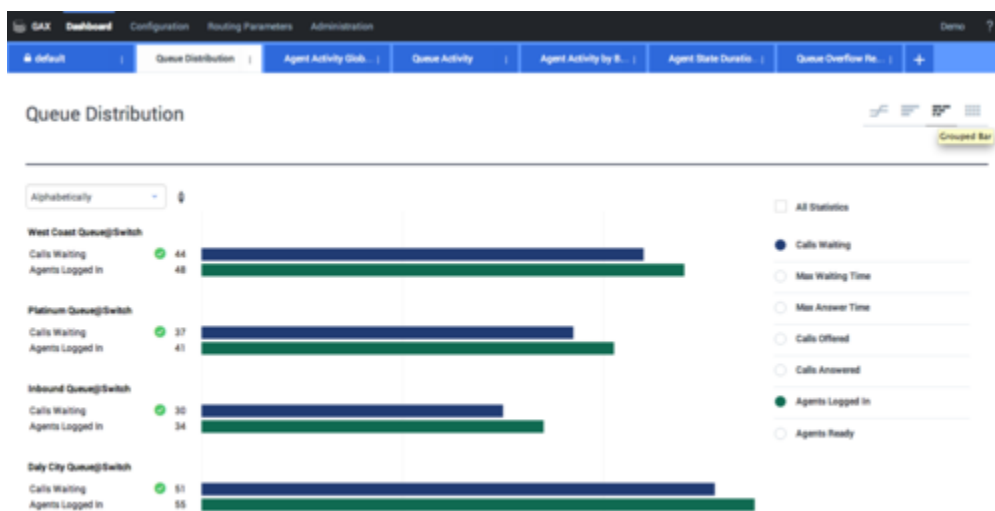 GAX Dashboard Configuration Routing Parameters Administration Demo ?
default Queue Distribution Agent Activity Glob... Queue Activity Agent Activity by B... Agent State Duratio... Queue Overflow Re... +
Queue Distribution
Grouped Bar
Alphabetically
All Statistics
West Coast Queue@Switch
Calls Waiting 44
Agents Logged In 48
Platinum Queue@Switch
Calls Waiting 37
Agents Logged In 41
Inbound Queue@Switch
Calls Waiting 30
Agents Logged In 34
Daly City Queue@Switch
Calls Waiting 51
Agents Logged In 55
Calls Waiting
Max Waiting Time
Max Answer Time
Calls Offered
Calls Answered
Agents Logged In
Agents Ready